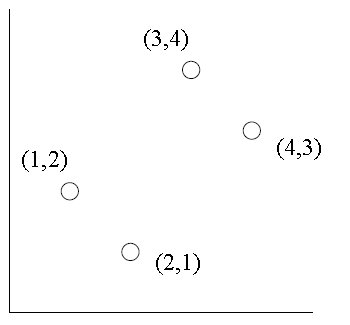 (3,4)
(4,3)
(1,2)
(2,1)